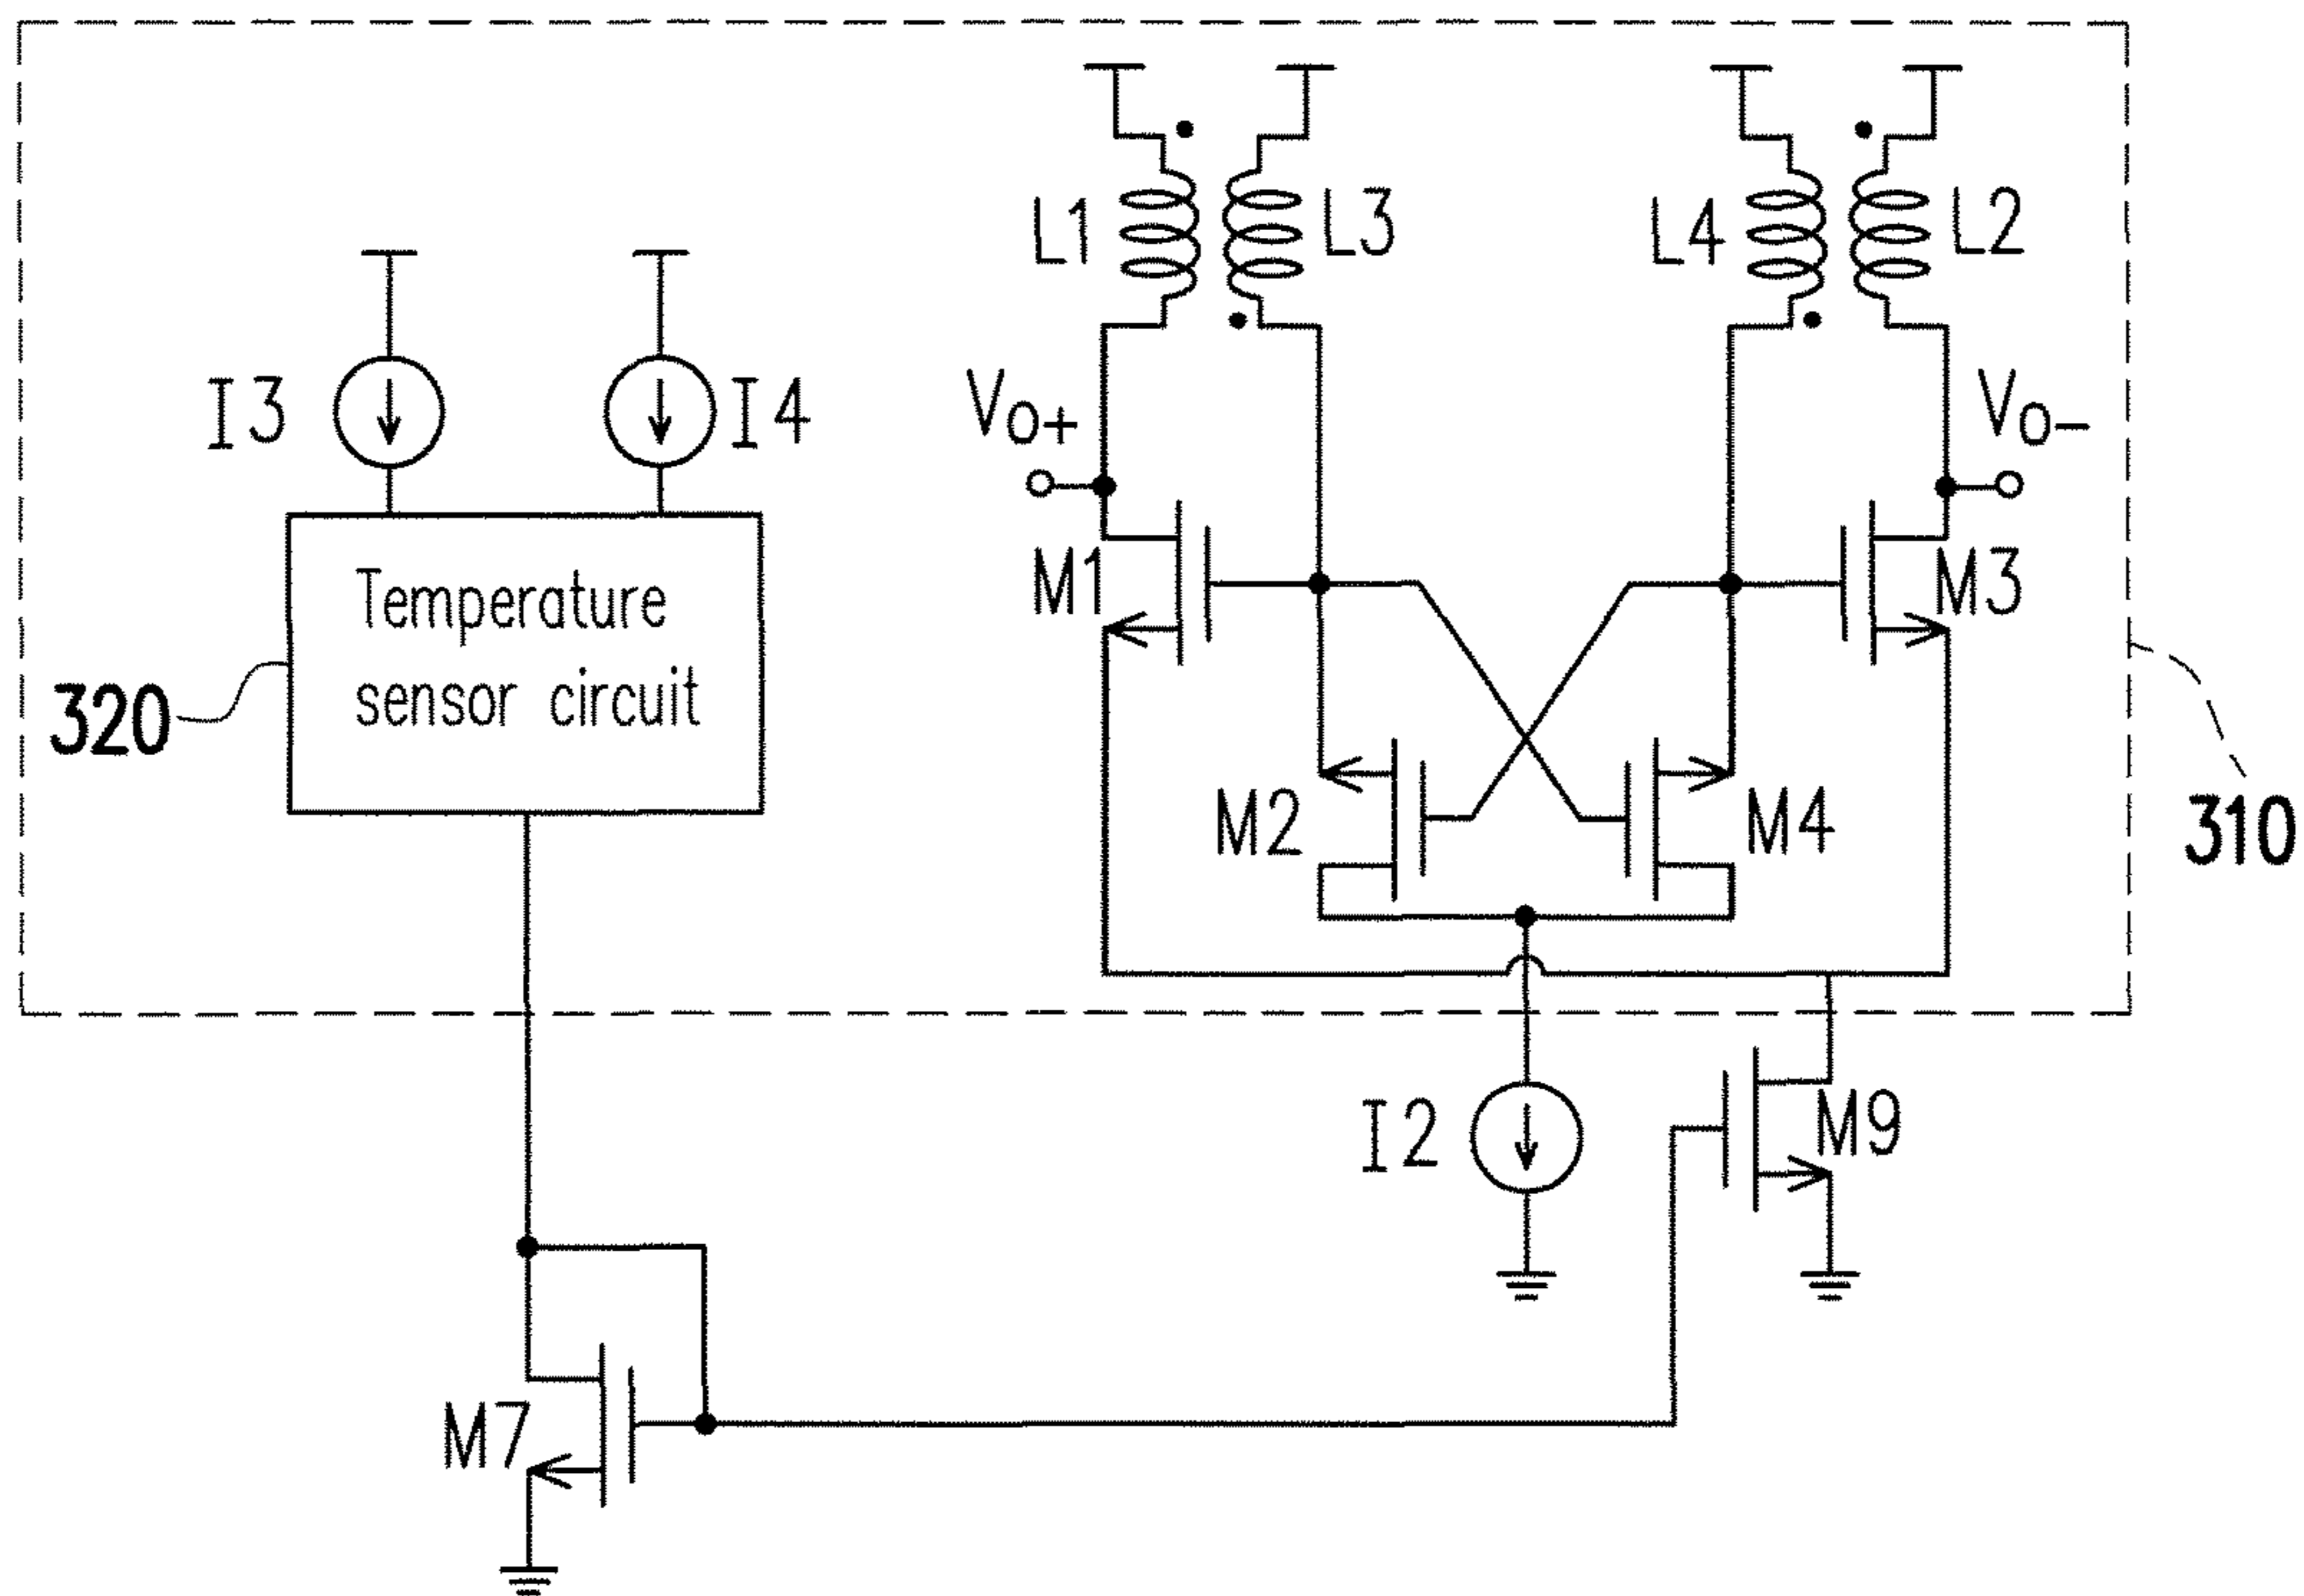 L1
L3
L4
L2
I3
I4
Vo+
Vo-
M1
M3
Temperature
sensor circuit
320
M2
M4
310
I2
M9
M7